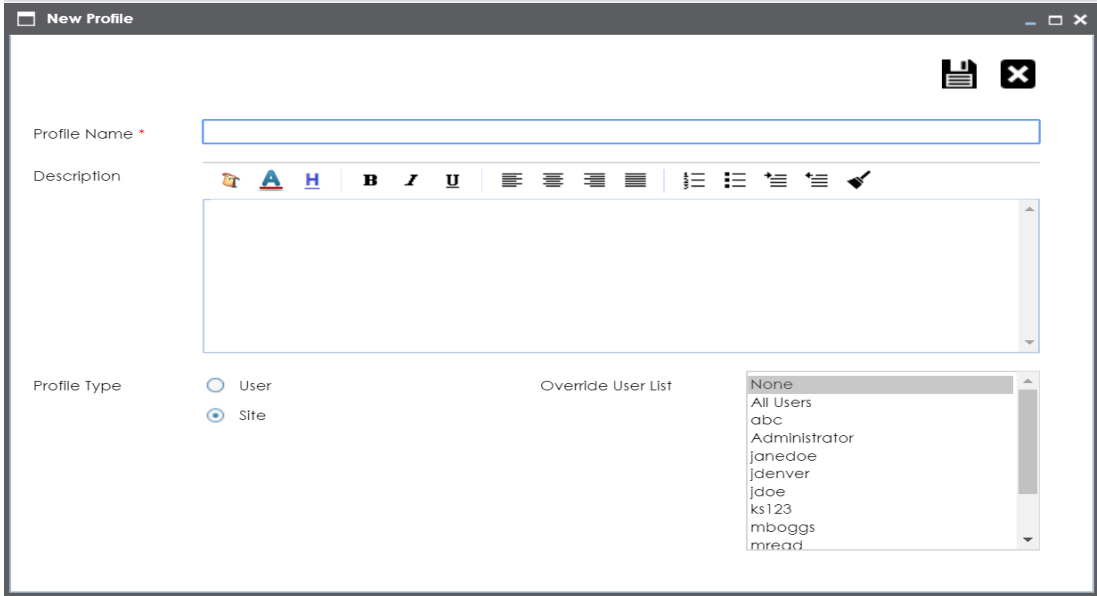 New Profile
Profile Name *
Description
A H B I U
Profile Type
User
Site
Override User List
None
All Users
abc
Administrator
janedoe
jdenver
jdoe
ks123
mboggs
mread